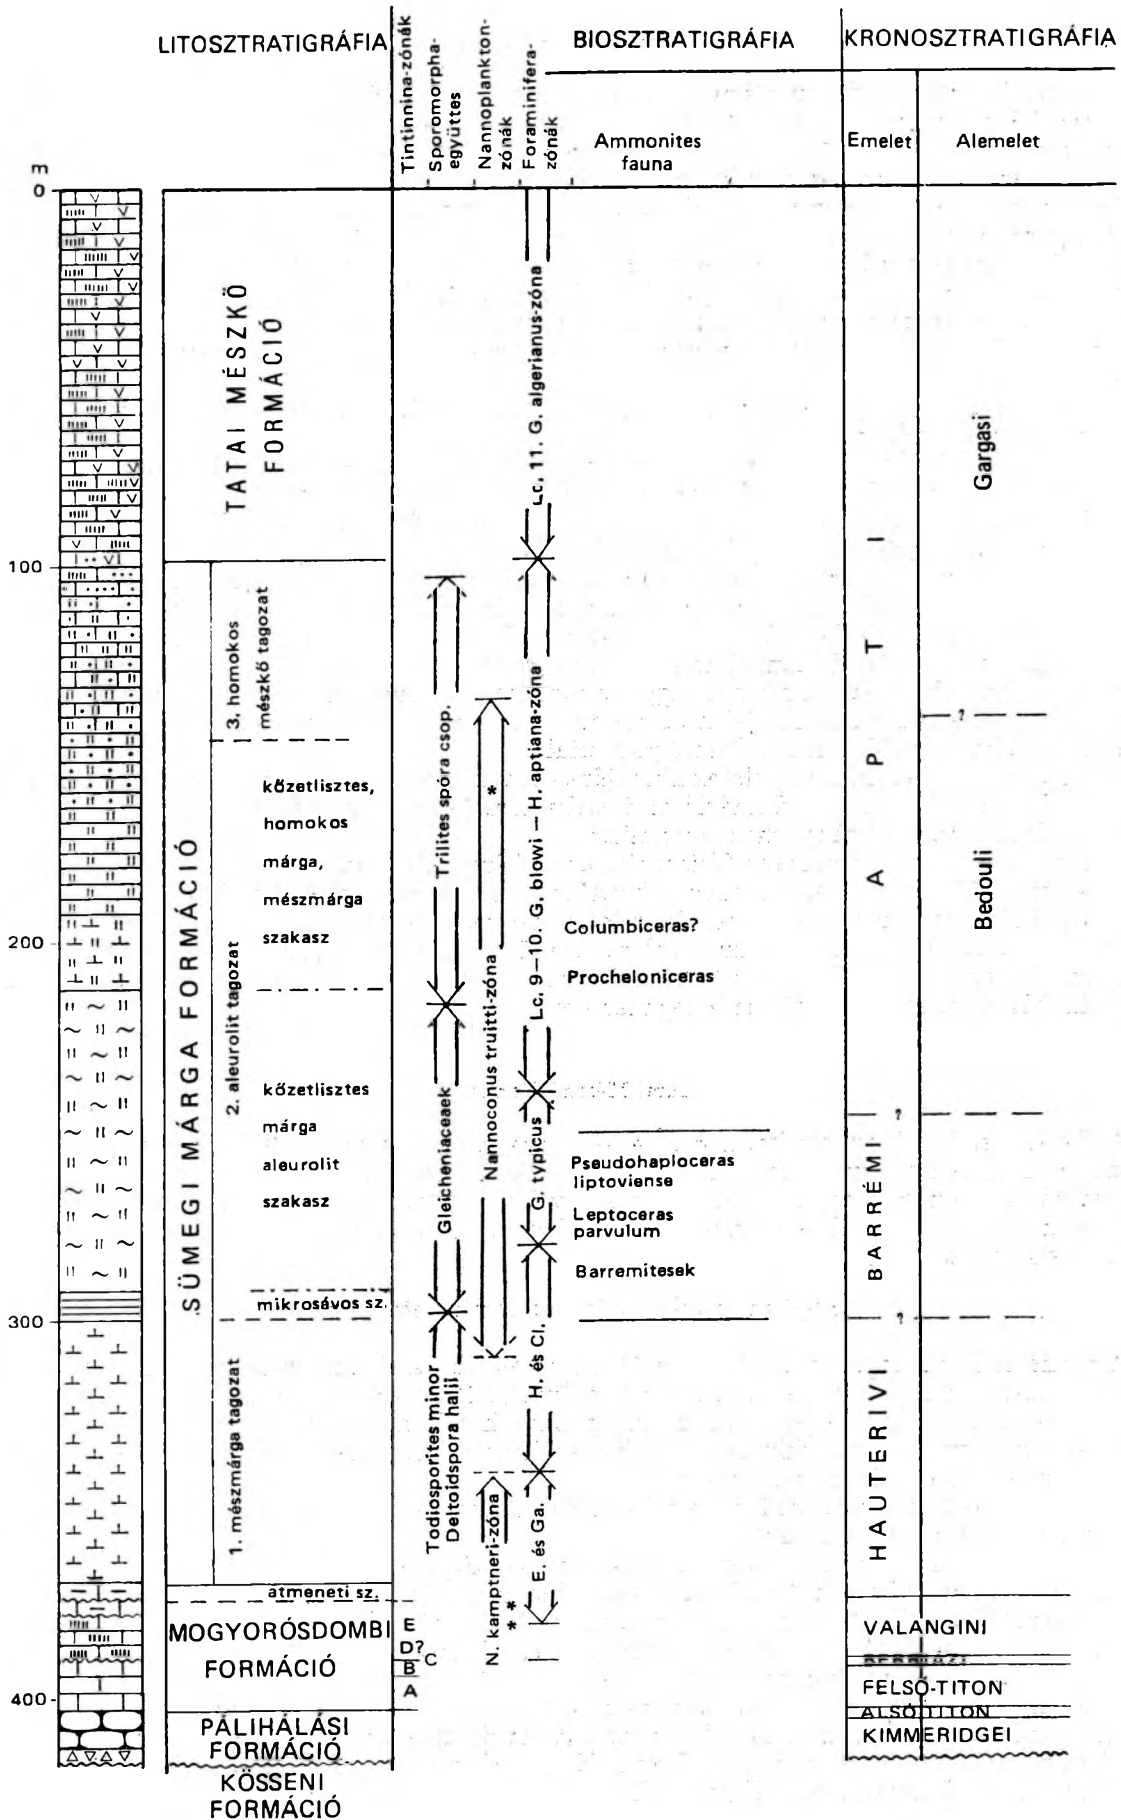 LITOSZTRATIGRÁFIA
Tintinnina-zónák
Sporomorpha-
együttes
Nannoplankton-
zónák
Foraminifera-
zónák
BIOSZTRATIGRÁFIA
Ammonites
fauna
KRONOSZTRATIGRÁFIA
Emelet
Alemelet
m
0
100
200
300
400
TATAI MÉSZKŐ
FORMÁCIÓ
SÜMEGI MÁRGA FORMÁCIÓ
3. homokos
mészkő tagozat
2. aleurolit tagozat
kőzetlisztes,
homokos
márga,
mészmárga
szakasz
kőzetlisztes
márga
aleurolit
szakasz
mikrosávos sz.
1. mészmárga tagozat
átmeneti sz.
MOGYORÓSDOMBI
FORMÁCIÓ
PÁLIHÁLÁSI
FORMÁCIÓ
KÖSSENI
FORMÁCIÓ
E
D?
C
B
A
Trilites spóra csop.
Gleicheniaceaek
Todiosporites minor
Deltoidspora halii
*
Nannoconus truitti-zóna
N. kamptneri-zóna
* *
Lc, 11. G. algerianus-zóna
Lc. 9–10. G. blowi – H. aptiana-zóna
G. typicus
H. és Cl.
E. és Ga.
Columbiceras?
Procheloniceras
Pseudohaploceras
liptoviense
Leptoceras
parvulum
Barremitesek
APTI
BARRÉMI
HAUTERIVI
VALANGINI
FELSŐ-TITON
ALSÓ TITON
KIMMERIDGEI
Gargasi
?
Bedouli
?
?